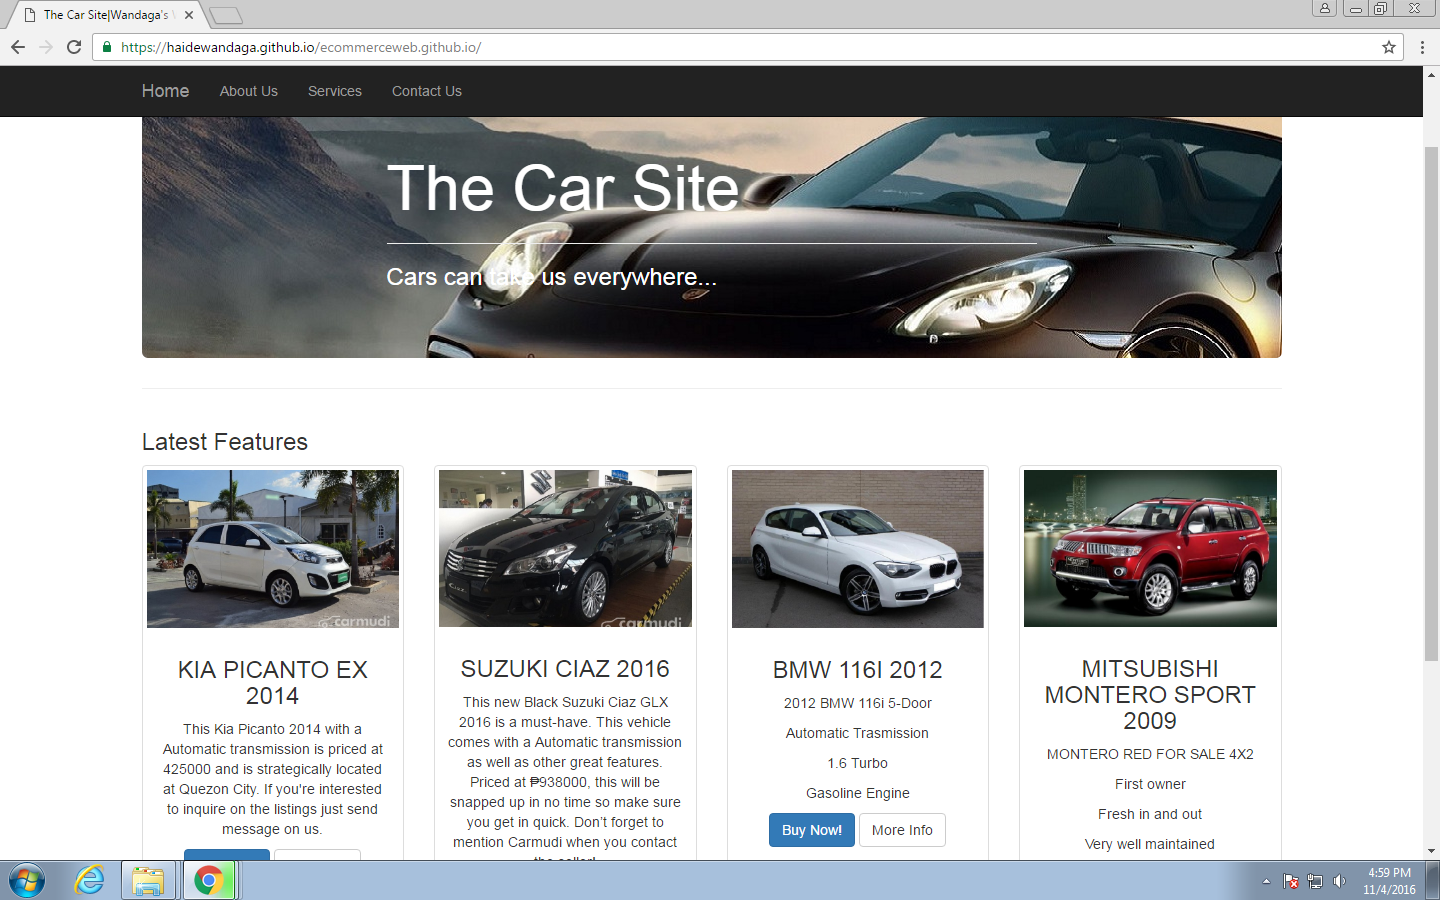 The Car Site|Wandaga's
https://haidewandaga.github.io/ecommerceweb.github.io/
Home About Us Services Contact Us
The Car Site
Cars can take us everywhere...
Latest Features
carmudi
CIAZ
carmudi
KIA PICANTO EX
2014
This Kia Picanto 2014 with a
Automatic transmission is priced at
425000 and is strategically located
at Quezon City. If you're interested
to inquire on the listings just send
message on us.
SUZUKI CIAZ 2016
This new Black Suzuki Ciaz GLX
2016 is a must-have. This vehicle
comes with a Automatic transmission
as well as other great features.
Priced at ₱938000, this will be
snapped up in no time so make sure
you get in quick. Don’t forget to
mention Carmudi when you contact
the seller!
BMW 116I 2012
2012 BMW 116i 5-Door
Automatic Trasmission
1.6 Turbo
Gasoline Engine
Buy Now! More Info
MITSUBISHI
MONTERO SPORT
2009
MONTERO RED FOR SALE 4X2
First owner
Fresh in and out
Very well maintained
4:59 PM
11/4/2016